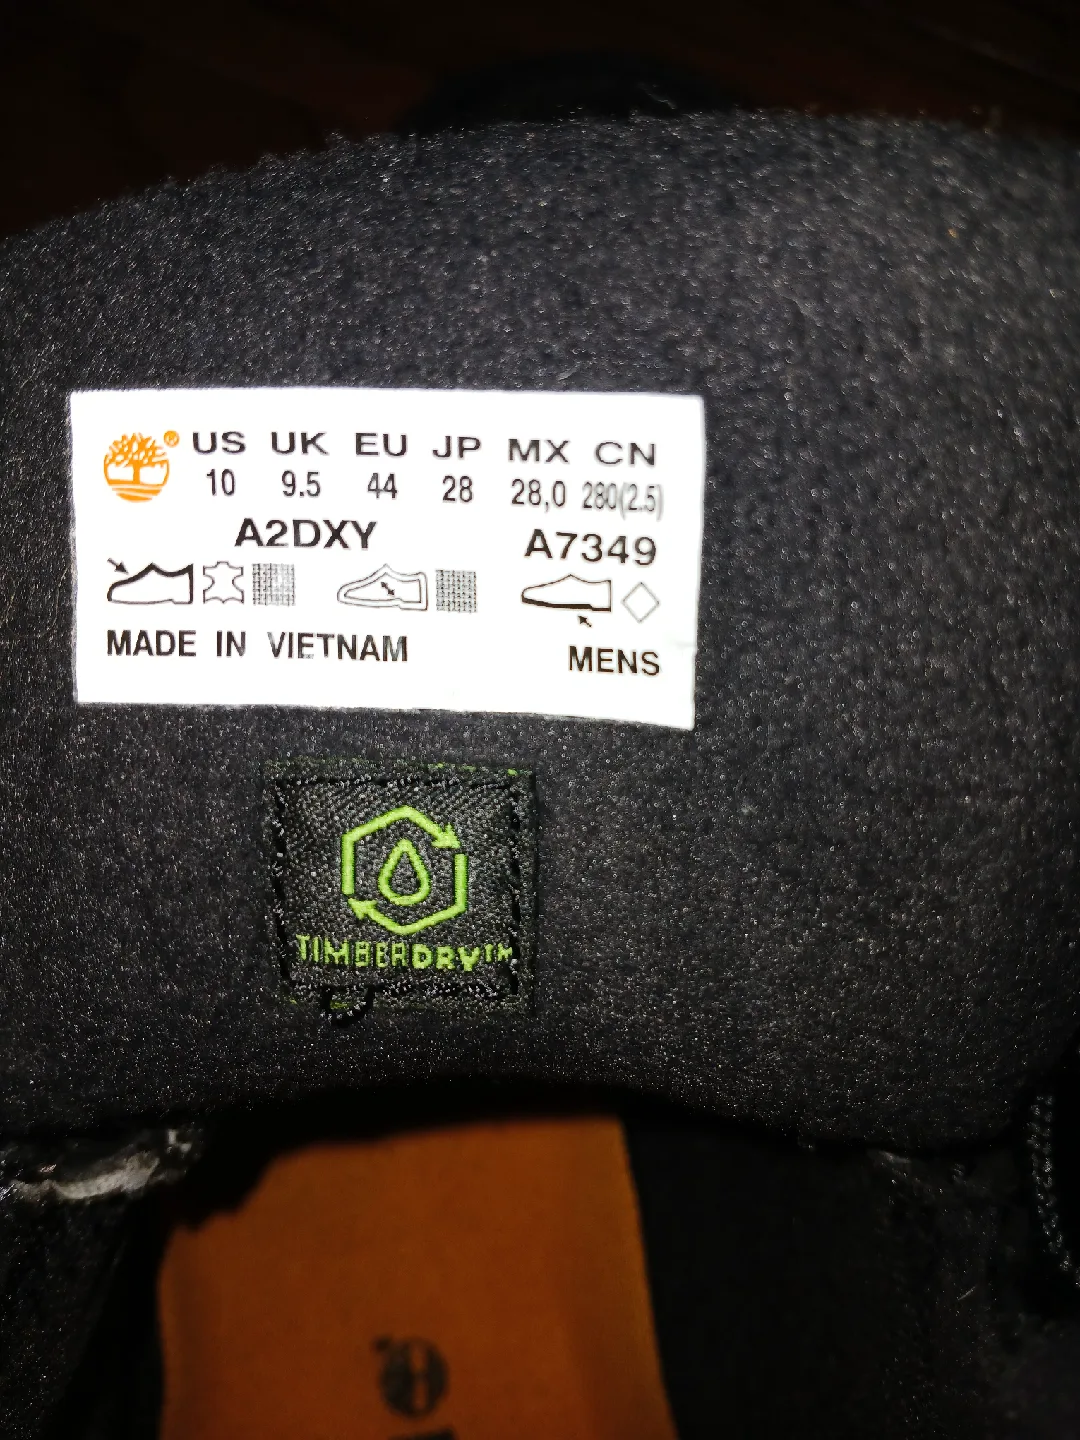 ® US UK EU JP MX CN
10 9.5 44 28 28,0 280(2.5)
A2DXY A7349
MADE IN VIETNAM MENS
TIMBERDRY™